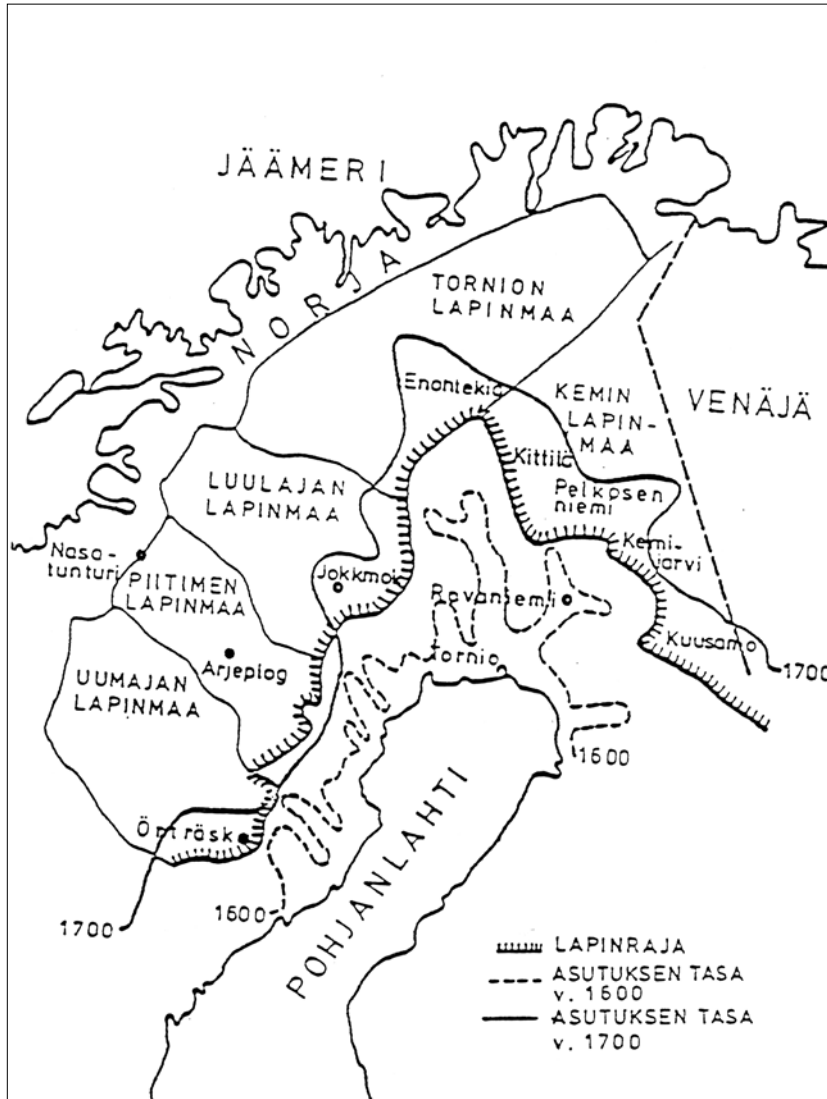 JÄÄMERI
NORJA
TORNION
LAPINMAA
Enontekiö
KEMIN
LAPIN-
MAA
VENÄJÄ
Kittilä
LUULAJAN
LAPINMAA
Pelkosen
niemi
Kemi-
järvi
Nasa-
tunturi
PIITIMEN
LAPINMAA
Jokkmok
Rovaniemi
Kuusamo
Arjeplog
Tornio
1700
UUMAJAN
LAPINMAA
1600
Örträsk
1700
1600
POHJANLAHTI
LAPINRAJA
ASUTUKSEN TASA
v. 1600
ASUTUKSEN TASA
v. 1700